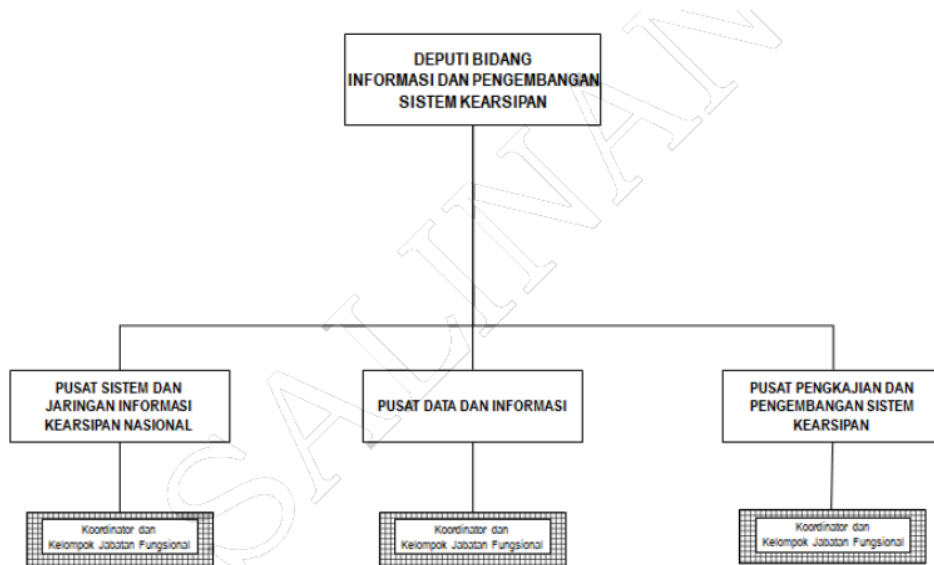 DEPUTI BIDANG
INFORMASI DAN PENGEMBANGAN
SISTEM KEARSIPAN
SALINAN
PUSAT SISTEM DAN
JARINGAN INFORMASI
KEARSIPAN NASIONAL
PUSAT DATA DAN INFORMASI
PUSAT PENGKAJIAN DAN
PENGEMBANGAN SISTEM
KEARSIPAN
Koordinator dan
Kelompok Jabatan Fungsional
Koordinator dan
Kelompok Jabatan Fungsional
Koordinator dan
Kelompok Jabatan Fungsional